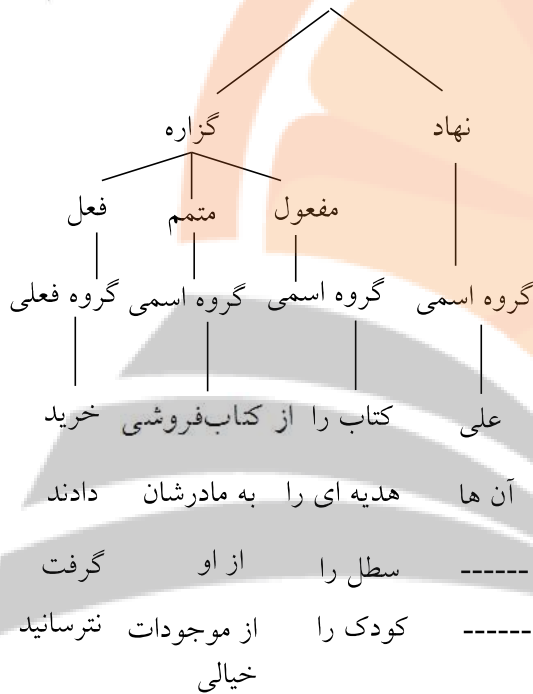 نهاد گزاره
مفعول متمم فعل
گروه اسمی گروه اسمی گروه اسمی گروه فعلی
علی کتاب را از کتاب‌فروشی خرید
آن ها هدیه ای را به مادرشان دادند
------ سطل را از او گرفت
------ کودک را از موجودات نترسانید
خیالی